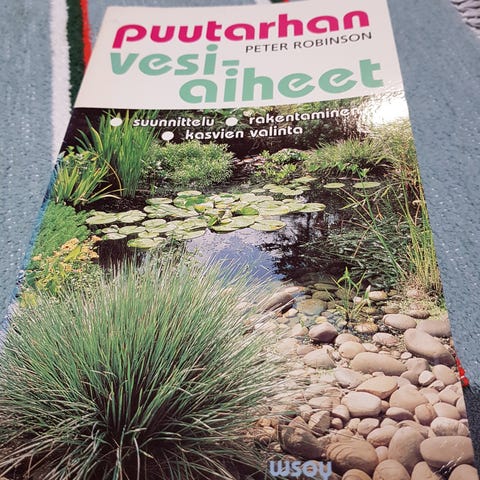 puutarhan
PETER ROBINSON
vesi-
aiheet
suunnittelu ● rakentaminen
kasvien valinta
wsoy